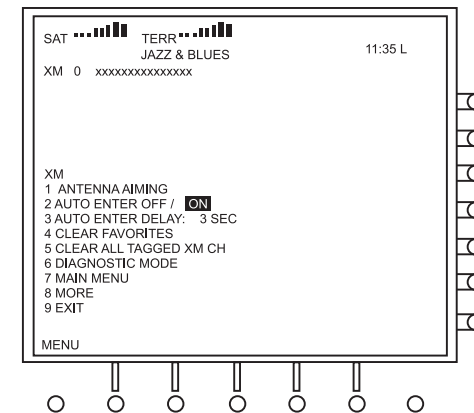 SAT TERR
JAZZ & BLUES
11:35 L
XM 0 xxxxxxxxxxxxxxx
XM
1 ANTENNA AIMING
2 AUTO ENTER OFF / ON
3 AUTO ENTER DELAY: 3 SEC
4 CLEAR FAVORITES
5 CLEAR ALL TAGGED XM CH
6 DIAGNOSTIC MODE
7 MAIN MENU
8 MORE
9 EXIT
MENU